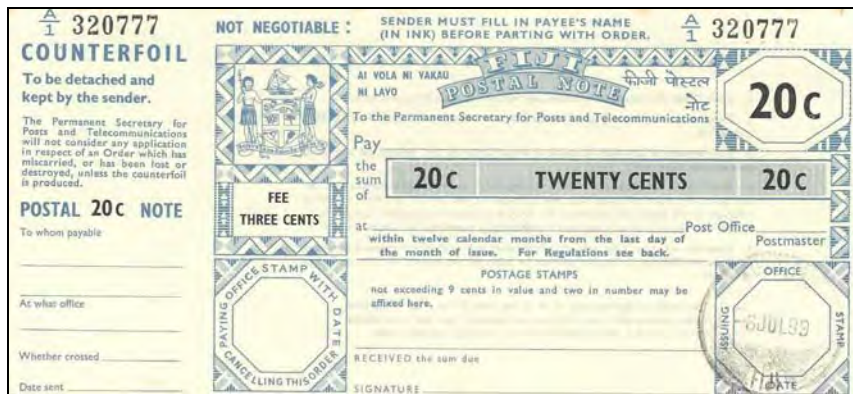 A/1 320777
COUNTERFOIL
To be detached and
kept by the sender.
The Permanent Secretary for
Posts and Telecommunications
will not consider any application
in respect of an Order which has
miscarried, or has been lost or
destroyed, unless the counterfoil
is produced.
POSTAL 20C NOTE
To whom payable
At what office
Whether crossed
Date sent
NOT NEGOTIABLE :
SENDER MUST FILL IN PAYEE'S NAME
(IN INK) BEFORE PARTING WITH ORDER.
A/1 320777
FIJI
POSTAL NOTE
AI VOLA NI VAKAU
NI LAVO
फीजी पोस्टल
नोट
20C
To the Permanent Secretary for Posts and Telecommunications
Pay
the
sum
of
20C TWENTY CENTS 20C
FEE
THREE CENTS
at Post Office
within twelve calendar months from the last day of
the month of issue. For Regulations see back.
Postmaster
PAYING OFFICE STAMP WITH DATE
CANCELLING THIS ORDER
POSTAGE STAMPS
not exceeding 9 cents in value and two in number may be
affixed here.
RECEIVED the sum due
SIGNATURE
ISSUING OFFICE STAMP
DATE
6JUL99
FIJI